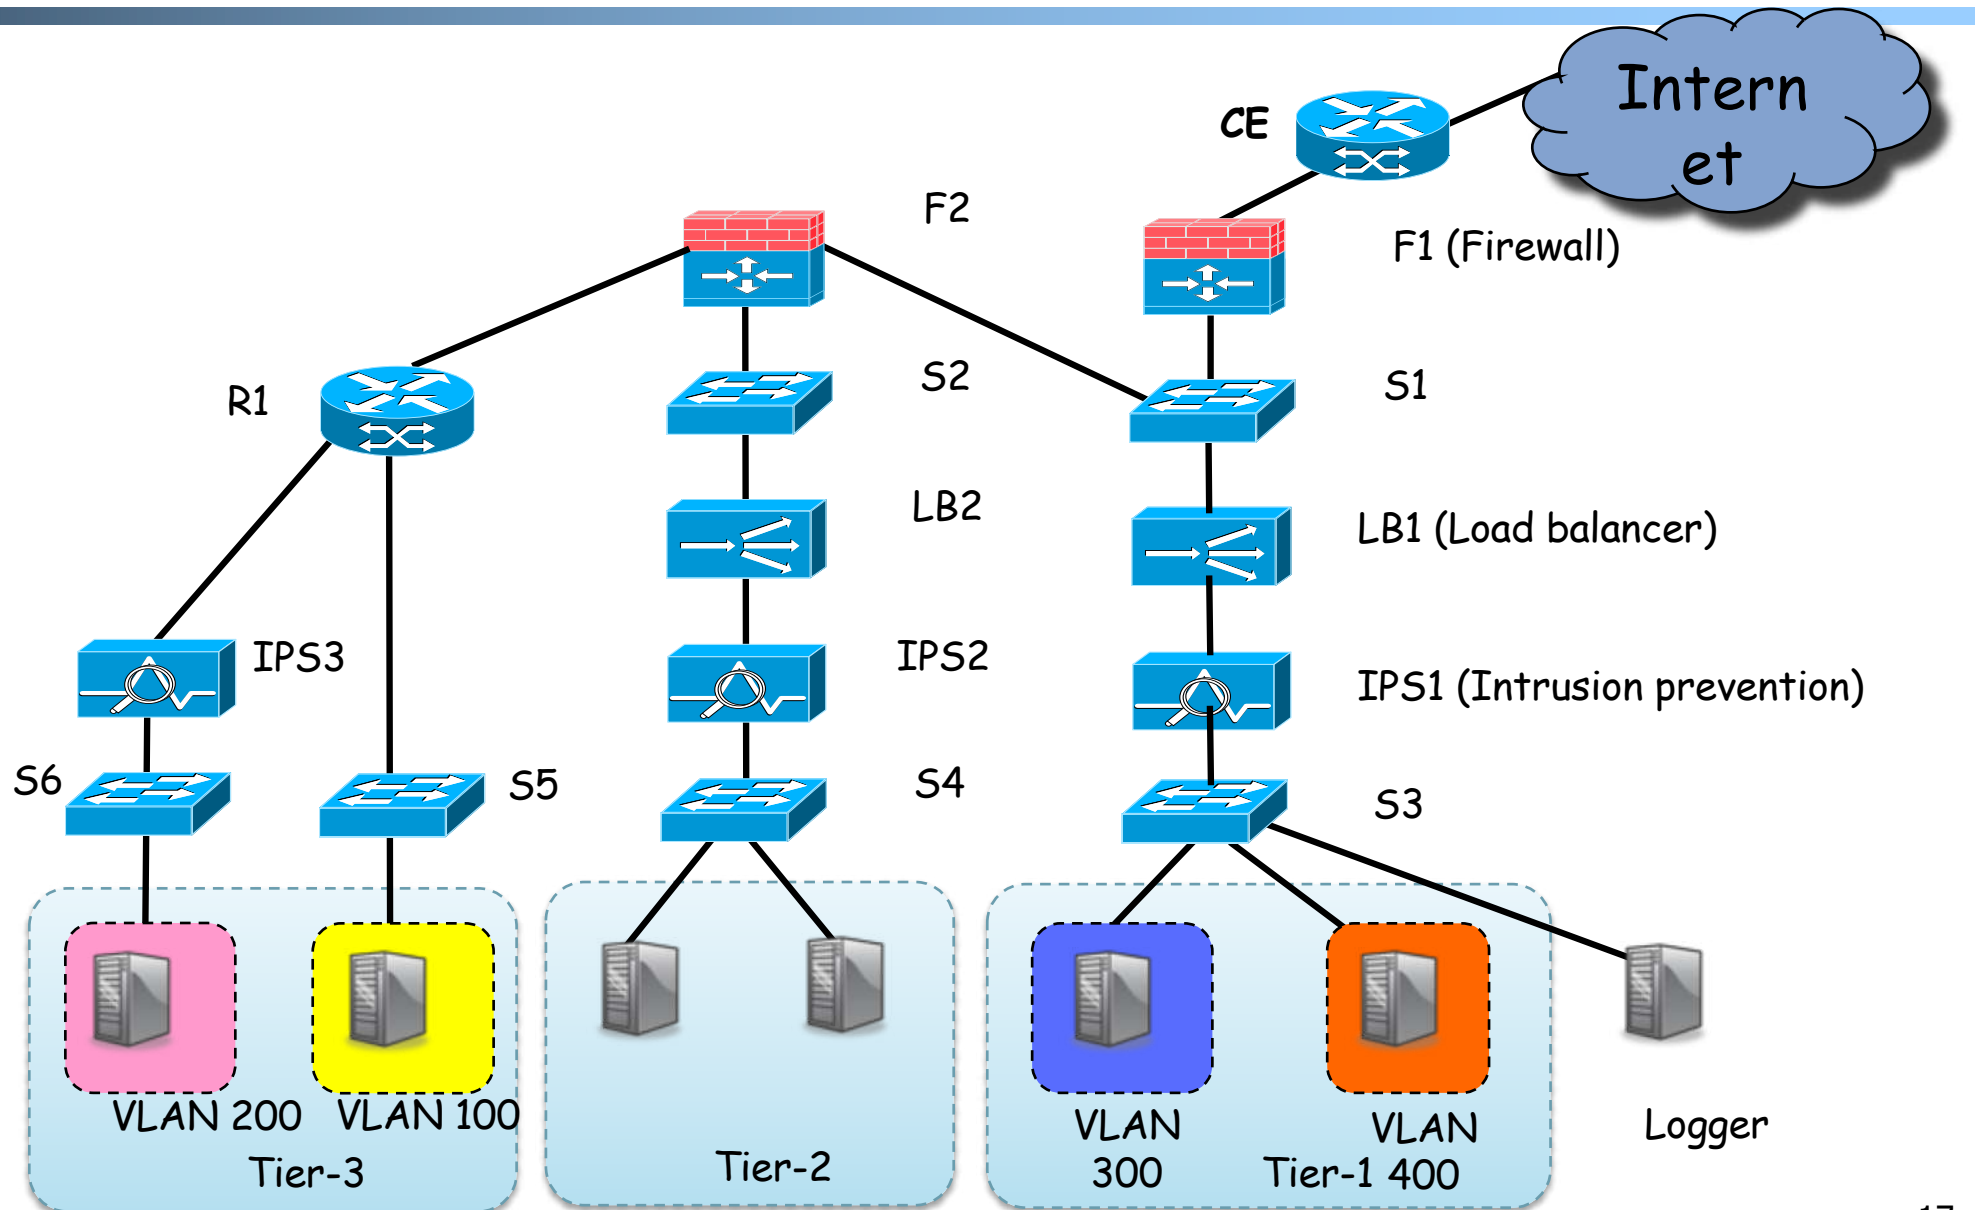 Intern
et
CE
F2
F1 (Firewall)
R1
S2
S1
LB2
LB1 (Load balancer)
IPS3
IPS2
IPS1 (Intrusion prevention)
S6
S5
S4
S3
VLAN 200
VLAN 100
VLAN
300
VLAN
400
Logger
Tier-3
Tier-2
Tier-1
17